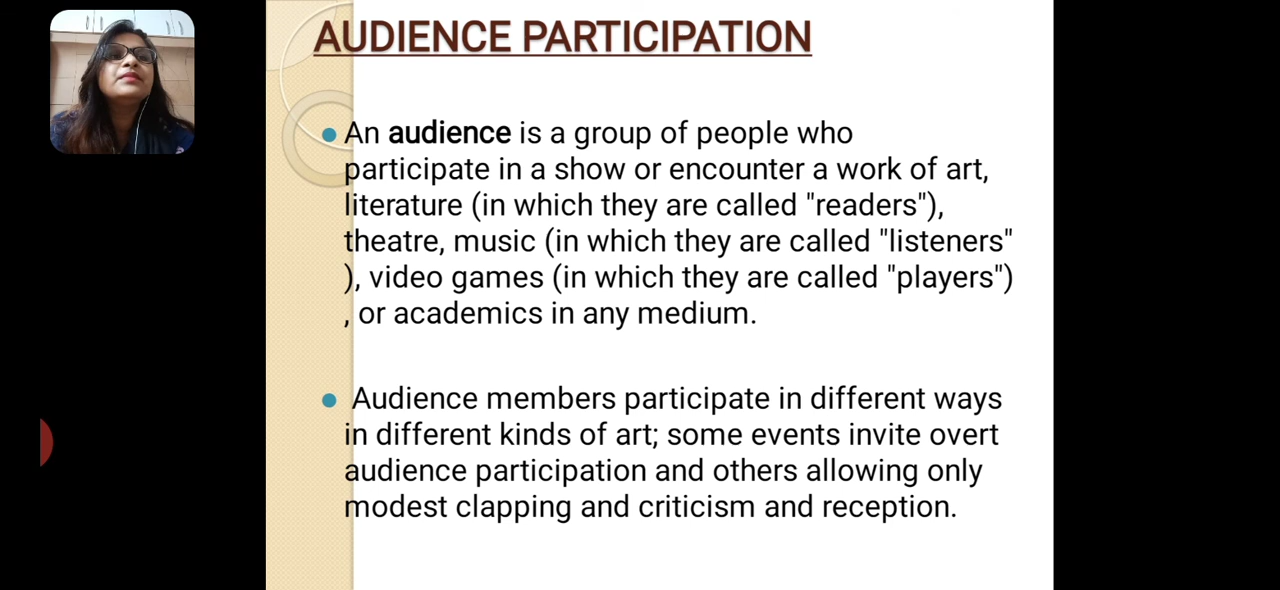 AUDIENCE PARTICIPATION
An audience is a group of people who
participate in a show or encounter a work of art,
literature (in which they are called "readers"),
theatre, music (in which they are called "listeners"
), video games (in which they are called "players")
, or academics in any medium.
Audience members participate in different ways
in different kinds of art; some events invite overt
audience participation and others allowing only
modest clapping and criticism and reception.